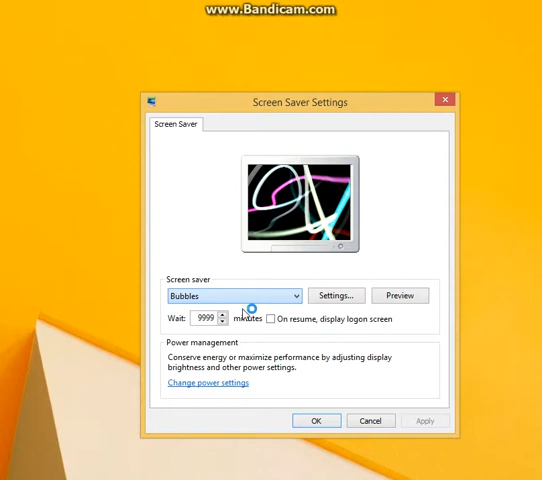 www.Bandicam.com
Screen Saver Settings
Screen Saver
Screen saver
Bubbles
Settings...
Preview
Wait: 9999 minutes On resume, display logon screen
Power management
Conserve energy or maximize performance by adjusting display
brightness and other power settings.
Change power settings
OK
Cancel
Apply